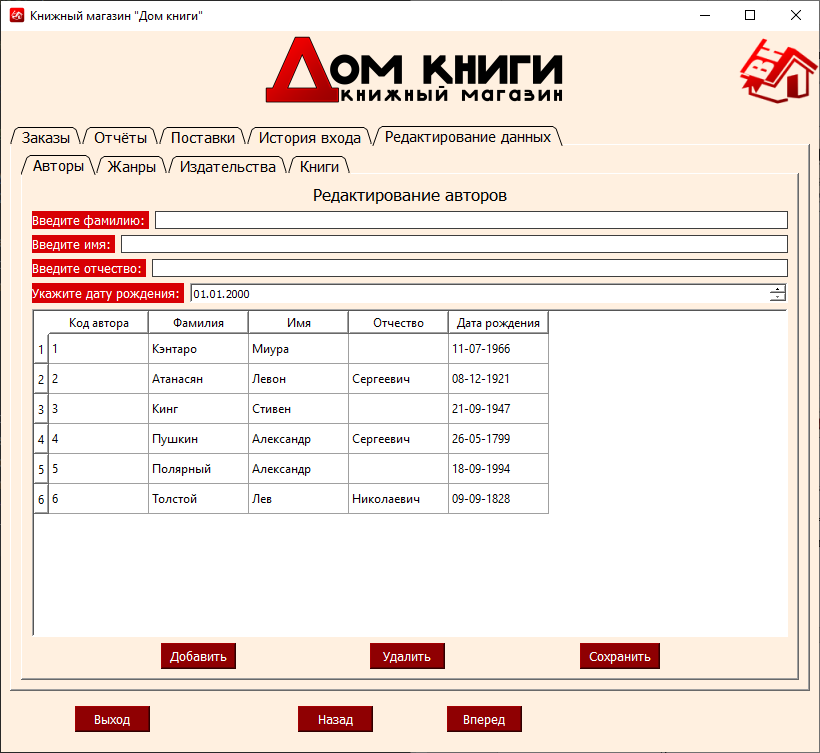 Книжный магазин "Дом книги"
Дом книги
книжный магазин
Заказы Отчёты Поставки История входа Редактирование данных
Авторы Жанры Издательства Книги
Редактирование авторов
Введите фамилию:
Введите имя:
Введите отчество:
Укажите дату рождения: 01.01.2000
Код автора Фамилия Имя Отчество Дата рождения
1 1 Кэнтаро Миура 11-07-1966
2 2 Атанасян Левон Сергеевич 08-12-1921
3 3 Кинг Стивен 21-09-1947
4 4 Пушкин Александр Сергеевич 26-05-1799
5 5 Полярный Александр 18-09-1994
6 6 Толстой Лев Николаевич 09-09-1828
Добавить Удалить Сохранить
Выход Назад Вперед